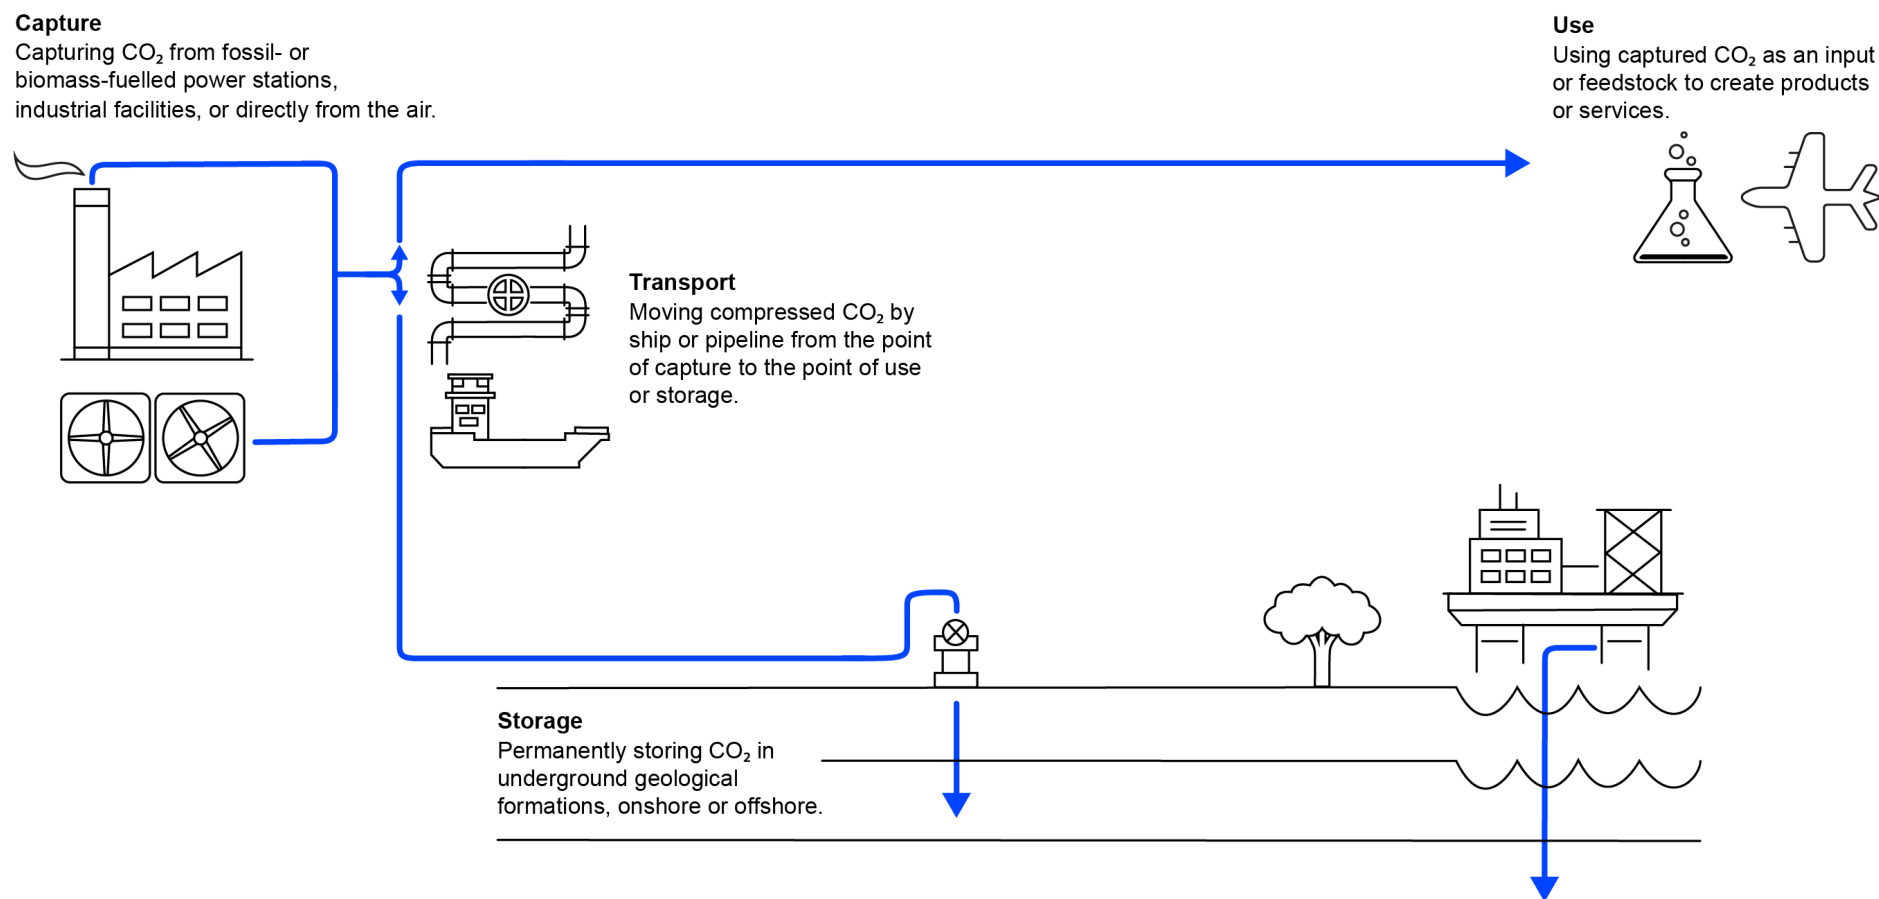 Capture
Capturing CO₂ from fossil- or
biomass-fuelled power stations,
industrial facilities, or directly from the air.
Use
Using captured CO₂ as an input
or feedstock to create products
or services.
Transport
Moving compressed CO₂ by
ship or pipeline from the point
of capture to the point of use
or storage.
Storage
Permanently storing CO₂ in
underground geological
formations, onshore or offshore.